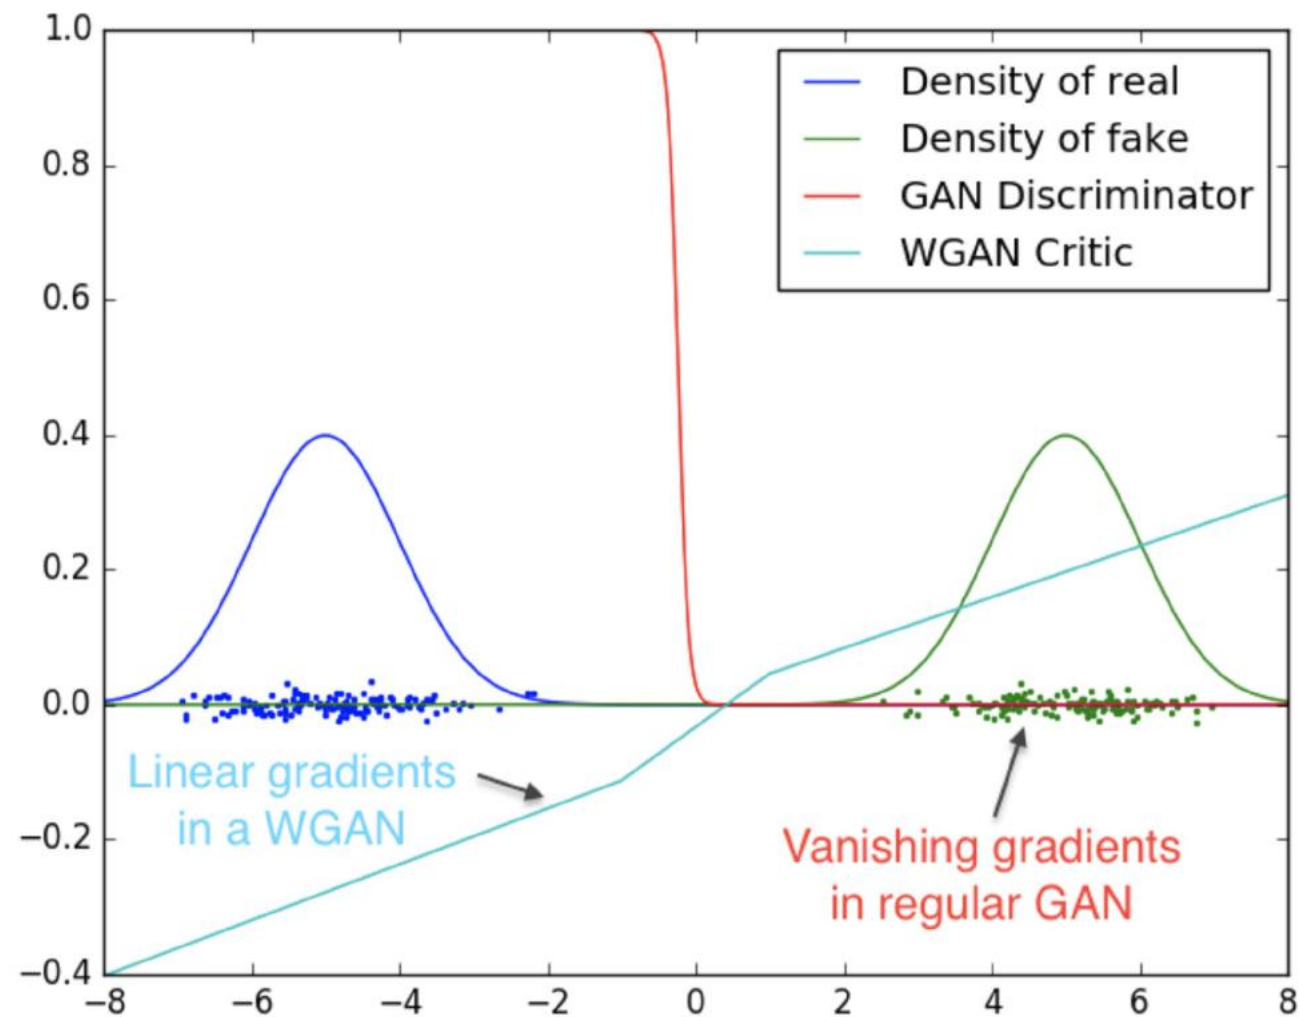 1.0
0.8
0.6
0.4
0.2
0.0
−0.2
−0.4
Density of real
Density of fake
GAN Discriminator
WGAN Critic
Linear gradients
in a WGAN
Vanishing gradients
in regular GAN
−8 −6 −4 −2 0 2 4 6 8